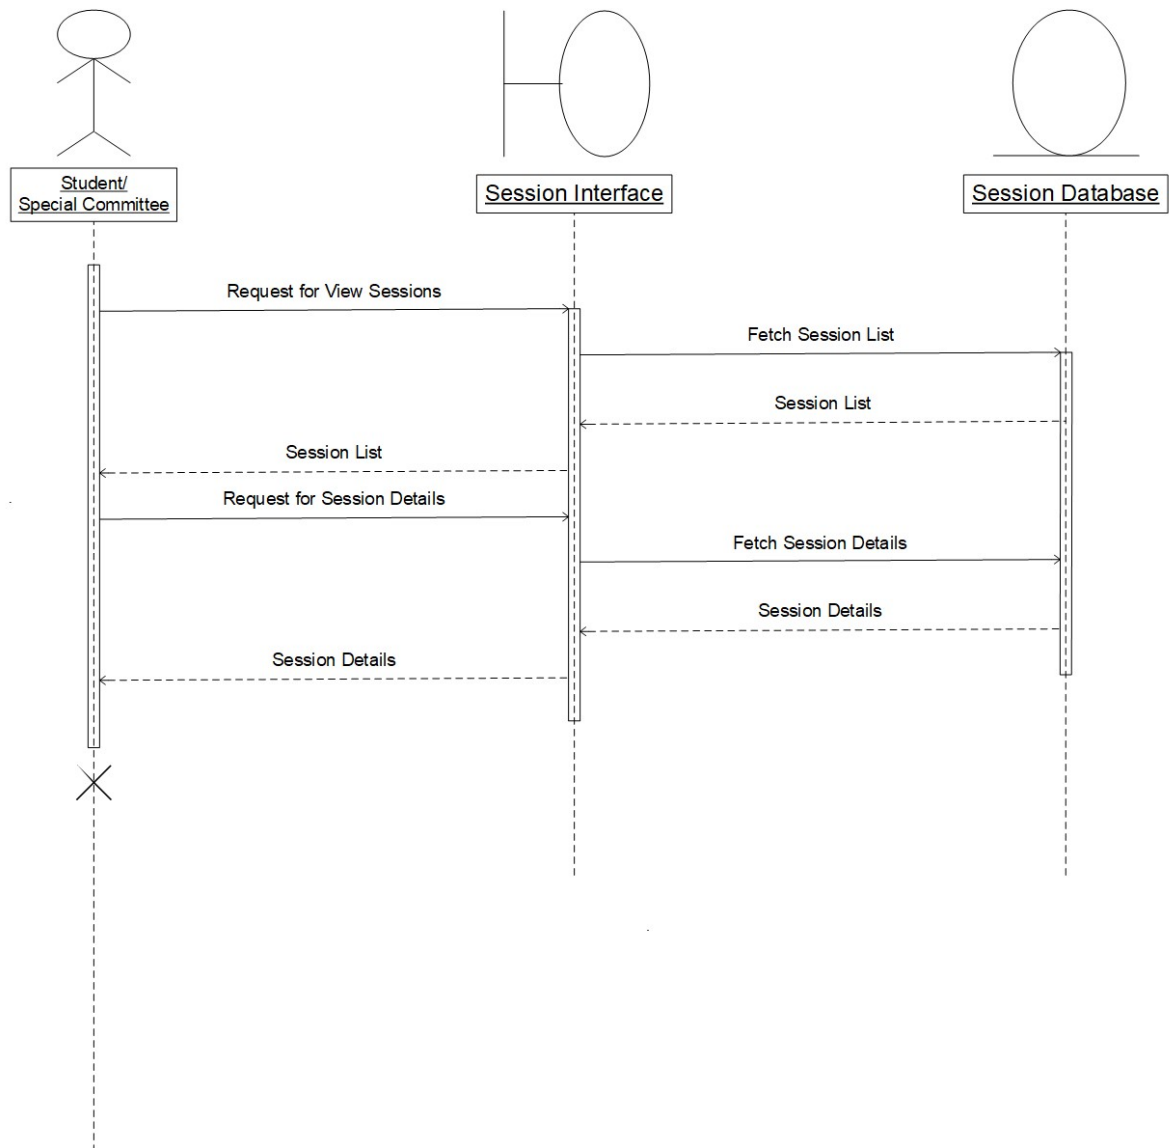 Student/
Special Committee
Session Interface
Session Database
Request for View Sessions
Fetch Session List
Session List
Session List
Request for Session Details
Fetch Session Details
Session Details
Session Details